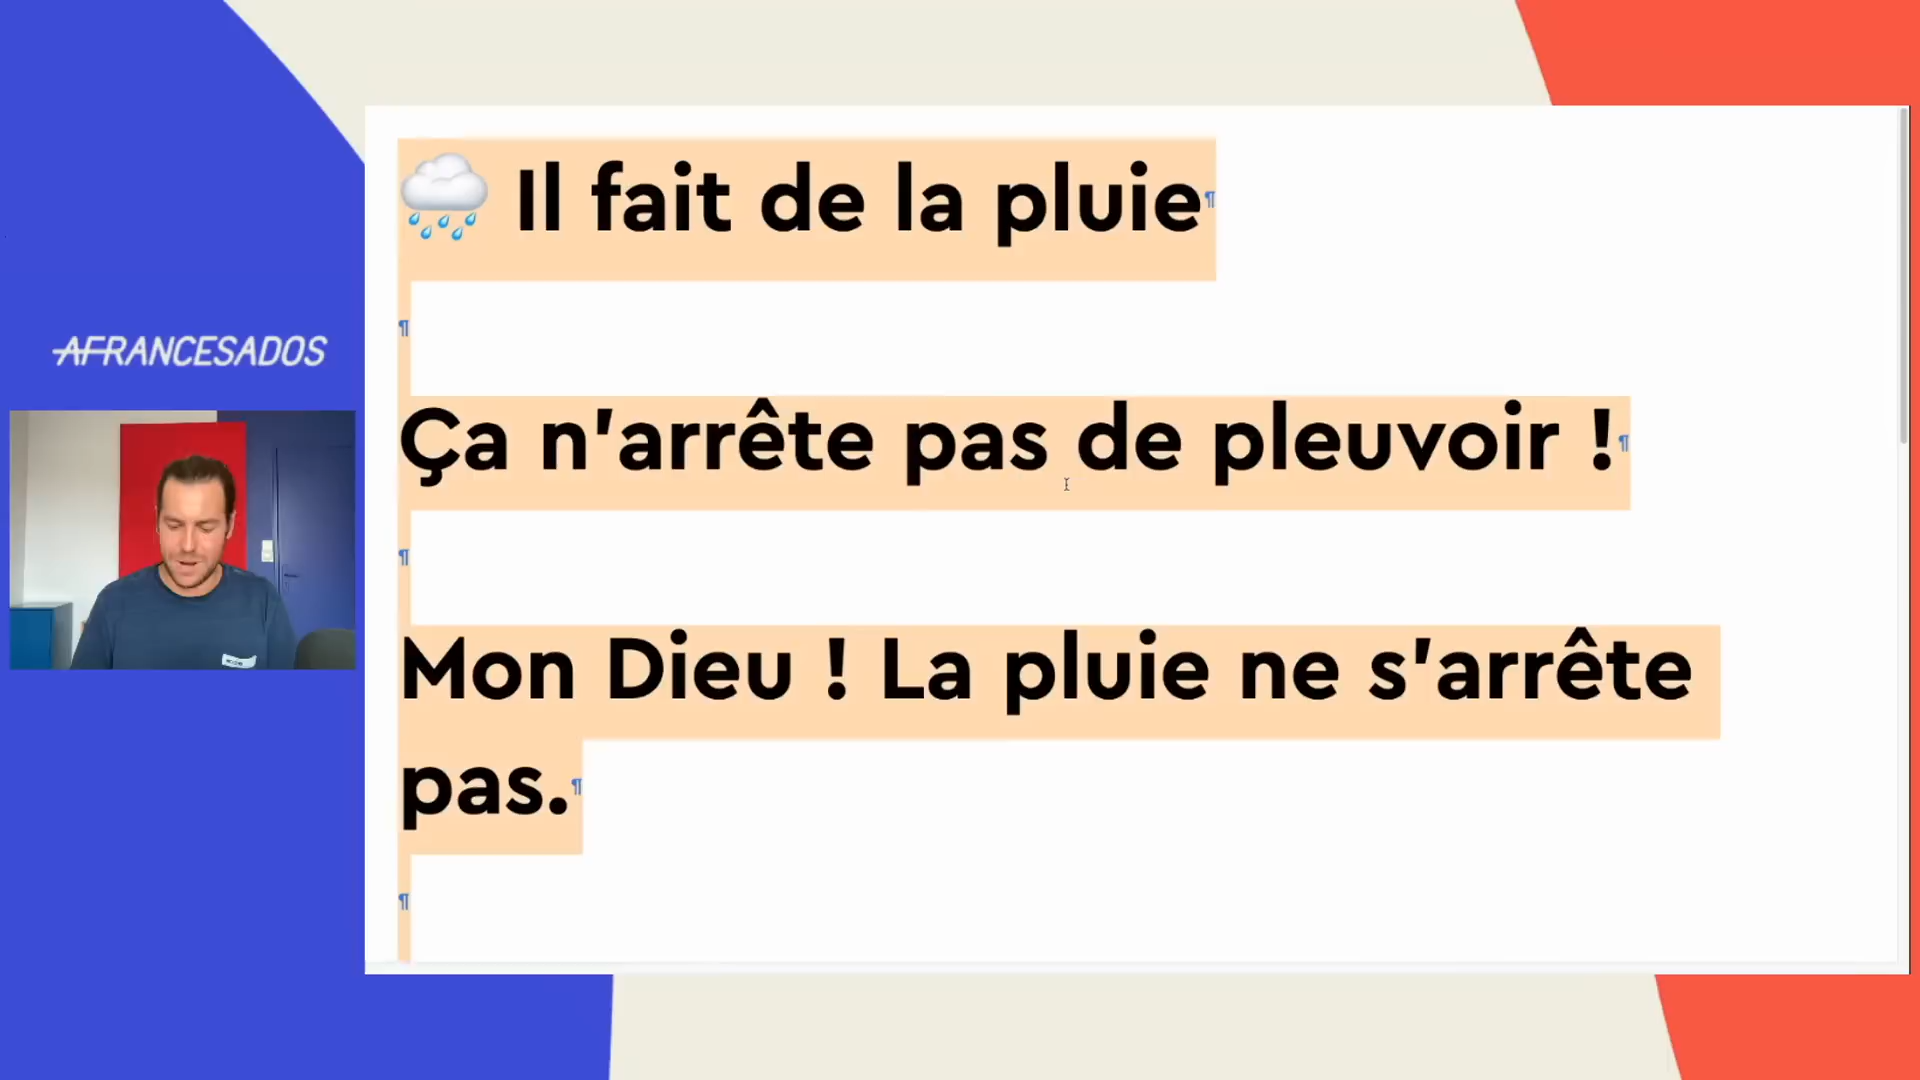 🌧️ Il fait de la pluie
Ça n'arrête pas de pleuvoir !
AFRANCESADOS
Mon Dieu ! La pluie ne s'arrête
pas.